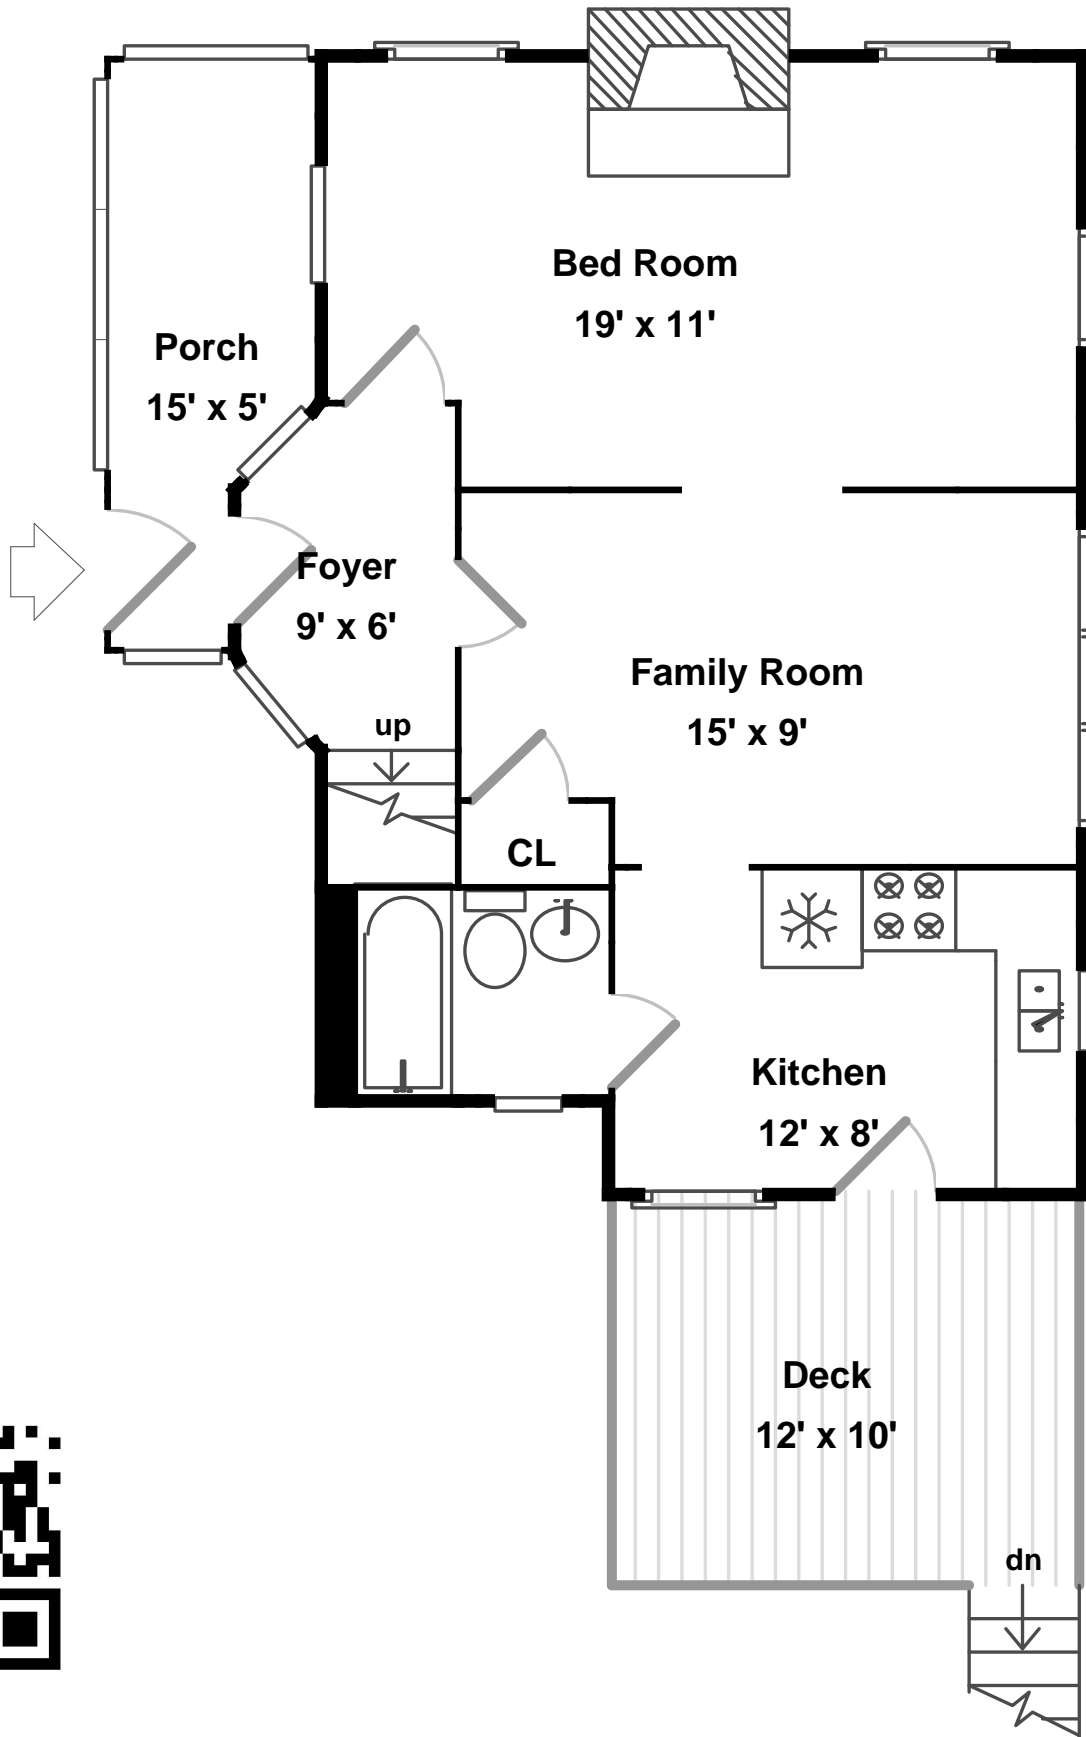 Bed Room
19' x 11'
Porch
15' x 5'
Foyer
9' x 6'
Family Room
15' x 9'
up
CL
Kitchen
12' x 8'
Deck
12' x 10'
dn